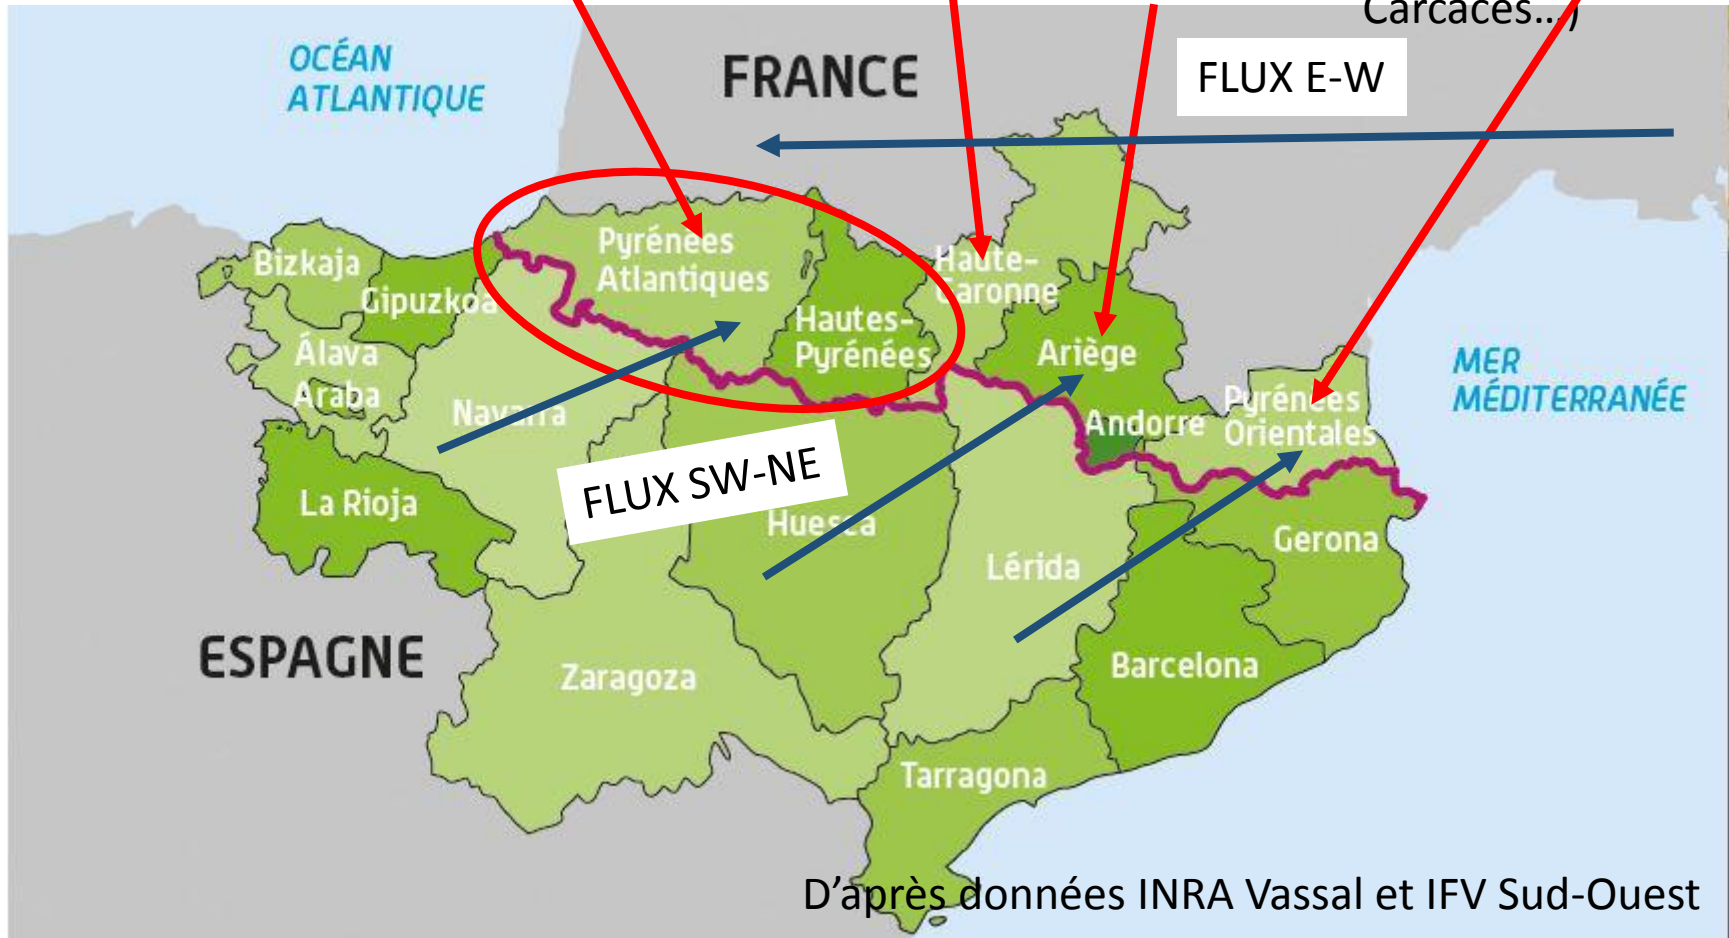 Carcacès...)
OCÉAN
ATLANTIQUE
FRANCE
FLUX E-W
Pyrénées
Atlantiques
Bizkaja
Gipuzkoa
Haute-
Garonne
Hautes-
Pyrénées
Álava
Araba
Ariège
MER
MÉDITERRANÉE
Navarra
Andorre
Pyrénées
Orientales
FLUX SW-NE
La Rioja
Huesca
Lérida
Gerona
ESPAGNE
Zaragoza
Barcelona
Tarragona
D'après données INRA Vassal et IFV Sud-Ouest